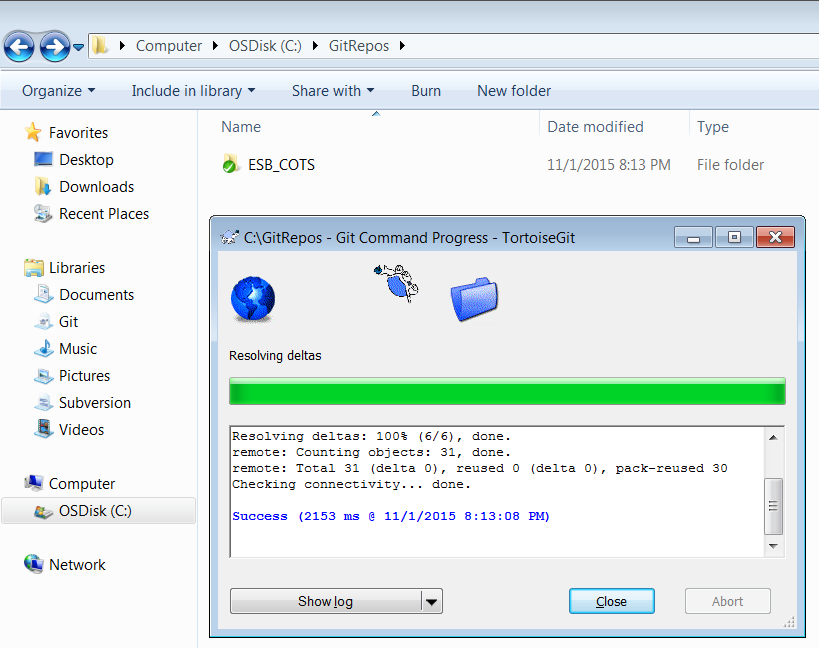 Computer OSDisk (C:) GitRepos
Organize Include in library Share with Burn New folder
Favorites
Desktop
Downloads
Recent Places
Libraries
Documents
Git
Music
Pictures
Subversion
Videos
Computer
OSDisk (C:)
Network
Name Date modified Type
ESB_COTS 11/1/2015 8:13 PM File folder
C:\GitRepos - Git Command Progress - TortoiseGit
Resolving deltas
Resolving deltas: 100% (6/6), done.
remote: Counting objects: 31, done.
remote: Total 31 (delta 0), reused 0 (delta 0), pack-reused 30
Checking connectivity... done.
Success (2153 ms @ 11/1/2015 8:13:08 PM)
Show log Close Abort